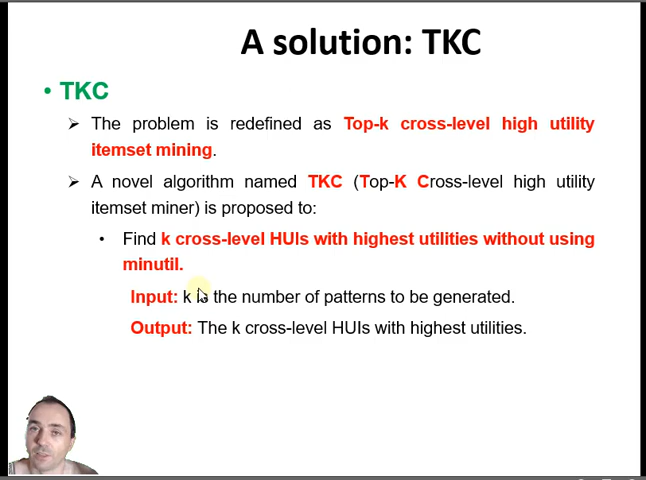 A solution: TKC
• TKC
➢ The problem is redefined as Top-k cross-level high utility
itemset mining.
➢ A novel algorithm named TKC (Top-K Cross-level high utility
itemset miner) is proposed to:
• Find k cross-level HUIs with highest utilities without using
minutil.
Input: k is the number of patterns to be generated.
Output: The k cross-level HUIs with highest utilities.